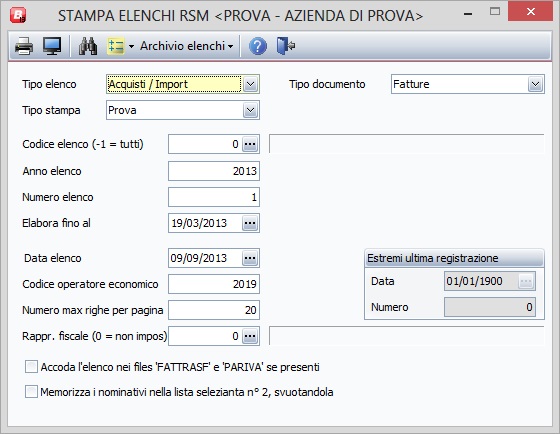 STAMPA ELENCHI RSM <PROVA - AZIENDA DI PROVA>
Archivio elenchi
Tipo elenco Acquisti / Import Tipo documento Fatture
Tipo stampa Prova
Codice elenco (-1 = tutti) 0
Anno elenco 2013
Numero elenco 1
Elabora fino al 19/03/2013
Data elenco 09/09/2013
Estremi ultima registrazione
Codice operatore economico 2019
Data 01/01/1900
Numero max righe per pagina 20
Numero 0
Rappr. fiscale (0 = non impos) 0
Accoda l'elenco nei files 'FATTRASF' e 'PARIVA' se presenti
Memorizza i nominativi nella lista selezianta n° 2, svuotandola